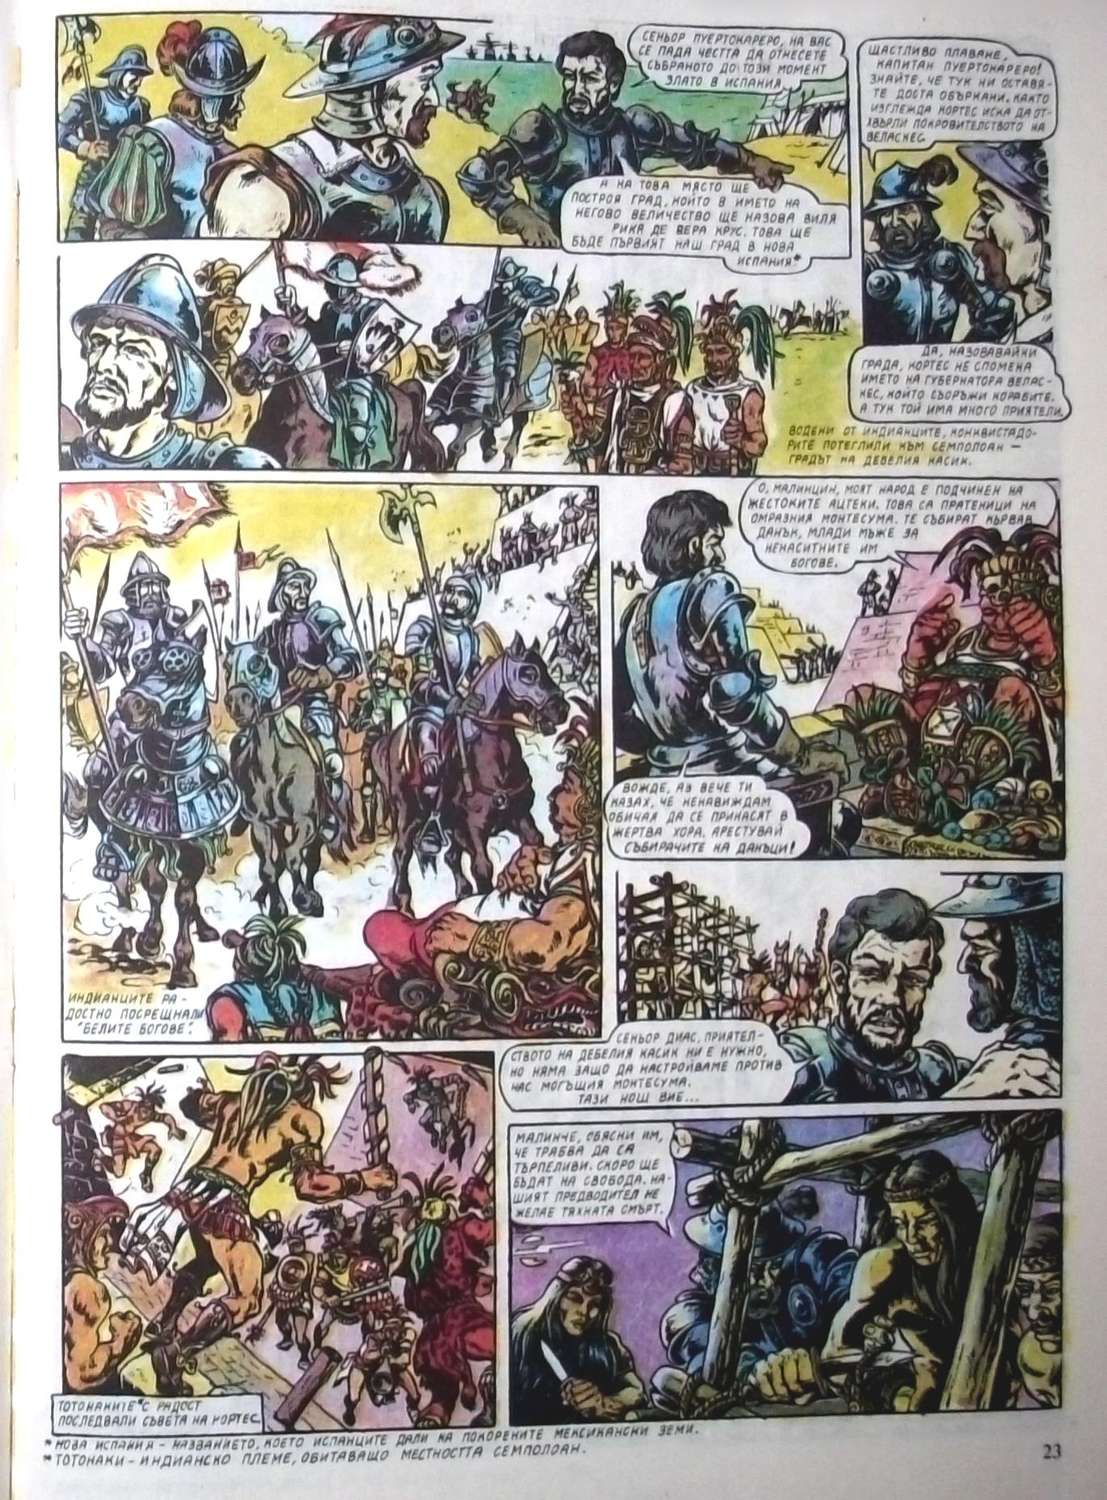 СЕНЬОР ПУЕРТОКАРЕРО, НА ВАС
СЕ ПАДА ЧЕСТТА ДА ОТНЕСЕТЕ
СЪБРАНОТО ДО ТОЗИ МОМЕНТ
ЗЛАТО В ИСПАНИЯ.
А НА ТОВА МЯСТО ЩЕ
ПОСТРОЯ ГРАД, КОЙТО В ИМЕТО НА
НЕГОВО ВЕЛИЧЕСТВО ЩЕ НАЗОВА ВИЛЯ
РИКА ДЕ ВЕРА КРУС. ТОВА ЩЕ
БЪДЕ ПЪРВИЯТ НАШ ГРАД В НОВА
ИСПАНИЯ*
ЩАСТЛИВО ПЛАВАНЕ,
КАПИТАН ПУЕРТОКАРЕРО!
ЗНАЙТЕ, ЧЕ ТУК НИ ОСТАВЯ-
ТЕ ДОСТА ОБЪРКАНИ. КАКТО
ИЗГЛЕЖДА КОРТЕС ИСКА ДА ОТ-
ХВЪРЛИ ПОКРОВИТЕЛСТВОТО НА
ВЕЛАСКЕС.
ДА, НАЗОВАВАЙКИ
ГРАДА, КОРТЕС НЕ СПОМЕНА
ИМЕТО НА ГУБЕРНАТОРА ВЕЛАС-
КЕС, КОЙТО СЪОРЪЖИ КОРАБИТЕ.
А ТУК ТОЙ ИМА МНОГО ПРИЯТЕЛИ.
ВОДЕНИ ОТ ИНДИАНЦИТЕ, КОНКВИСТАДО-
РИТЕ ПОТЕГЛИЛИ КЪМ СЕМПОЛОАН —
ГРАДЪТ НА ДЕБЕЛИЯ КАСИК.
ИНДИАНЦИТЕ РА-
ДОСТНО ПОСРЕЩНАЛИ
"БЕЛИТЕ БОГОВЕ".
О, МАЛИНЦИН, МОЯТ НАРОД Е ПОДЧИНЕН НА
ЖЕСТОКИТЕ АЦТЕКИ. ТОВА СА ПРАТЕНИЦИ НА
ОМРАЗНИЯ МОНТЕСУМА. ТЕ СЪБИРАТ КЪРВАВ
ДАНЪК, МЛАДИ МЪЖЕ ЗА
НЕНАСИТНИТЕ ИМ
БОГОВЕ.
ВОЖДЕ, АЗ ВЕЧЕ ТИ
КАЗАХ, ЧЕ НЕНАВИЖДАМ
ОБИЧАЯ ДА СЕ ПРИНАСЯТ В
ЖЕРТВА ХОРА. АРЕСТУВАЙ
СЪБИРАЧИТЕ НА ДАНЪЦИ!
СЕНЬОР ДИАС, ПРИЯТЕЛ-
СТВОТО НА ДЕБЕЛИЯ КАСИК НИ Е НУЖНО,
НО НЯМА ЗАЩО ДА НАСТРОЙВАМЕ ПРОТИВ
НАС МОГЪЩИЯ МОНТЕСУМА.
ТАЗИ НОЩ ВИЕ...
ТОТОНАКИТЕ* С РАДОСТ
ПОСЛЕДВАЛИ СЪВЕТА НА КОРТЕС.
МАЛИНЧЕ, ОБЯСНИ ИМ,
ЧЕ ТРЯБВА ДА СА
ТЪРПЕЛИВИ. СКОРО ЩЕ
БЪДАТ НА СВОБОДА. НА-
ШИЯТ ПРЕДВОДИТЕЛ НЕ
ЖЕЛАЕ ТЯХНАТА СМЪРТ.
*НОВА ИСПАНИЯ - НАЗВАНИЕТО, КОЕТО ИСПАНЦИТЕ ДАЛИ НА ПОКОРЕНИТЕ МЕКСИКАНСКИ ЗЕМИ.
*ТОТОНАКИ - ИНДИАНСКО ПЛЕМЕ, ОБИТАВАЩО МЕСТНОСТТА СЕМПОЛОАН.
23